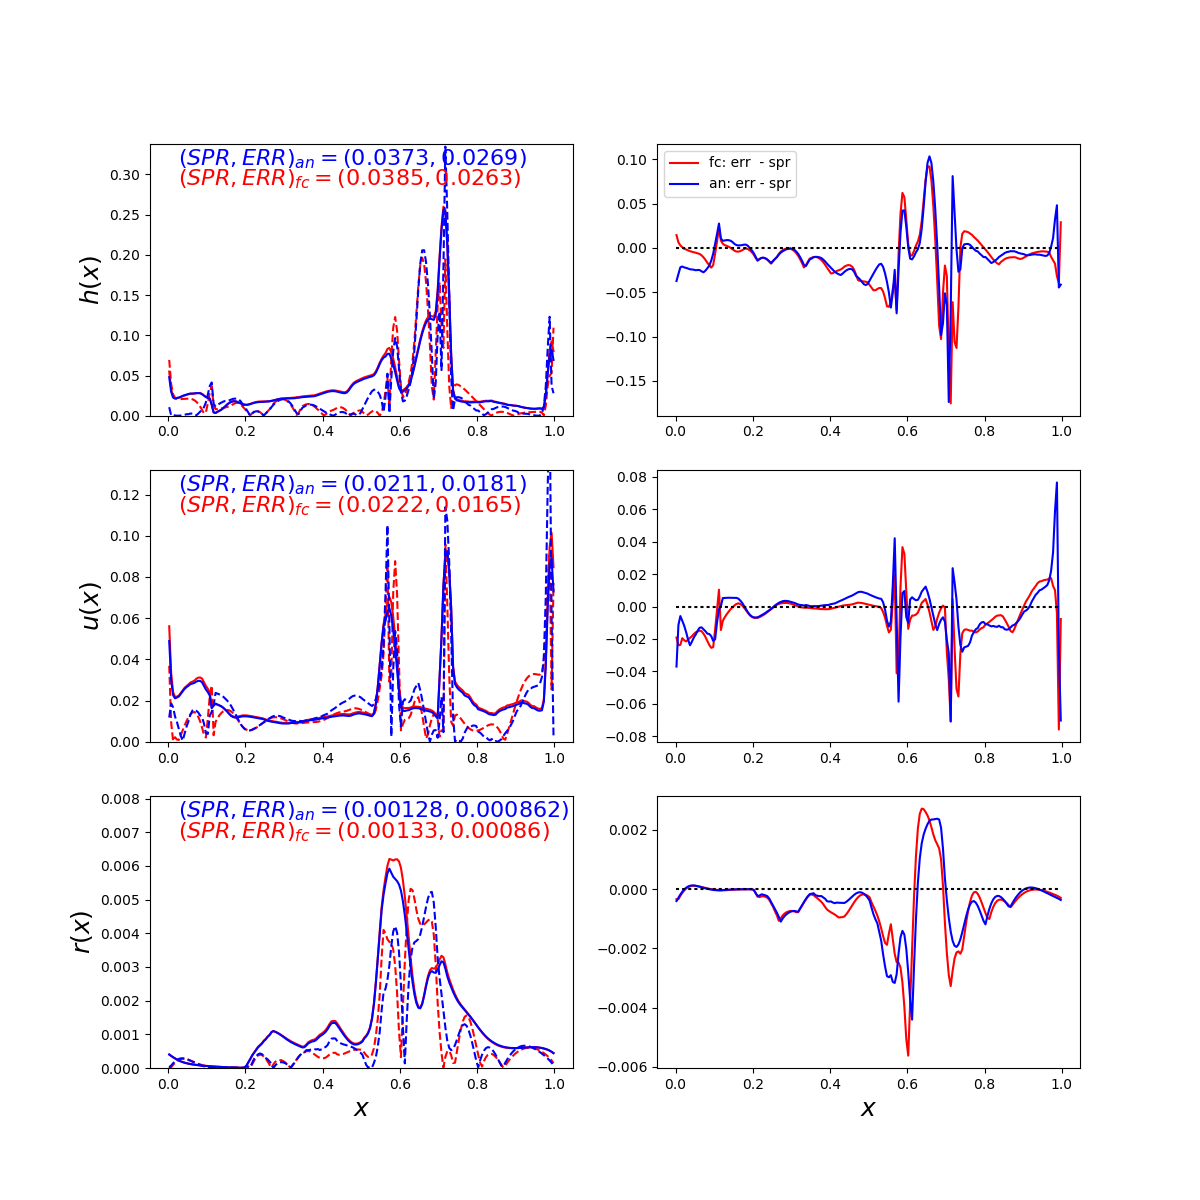 (SPR, ERR)an = (0.0373, 0.0269)
(SPR, ERR)fc = (0.0385, 0.0263)
h(x)
0.30
0.25
0.20
0.15
0.10
0.05
0.00
0.0 0.2 0.4 0.6 0.8 1.0
fc: err - spr
an: err - spr
0.10
0.05
0.00
−0.05
−0.10
−0.15
0.0 0.2 0.4 0.6 0.8 1.0
(SPR, ERR)an = (0.0211, 0.0181)
(SPR, ERR)fc = (0.0222, 0.0165)
u(x)
0.12
0.10
0.08
0.06
0.04
0.02
0.00
0.0 0.2 0.4 0.6 0.8 1.0
0.08
0.06
0.04
0.02
0.00
−0.02
−0.04
−0.06
−0.08
0.0 0.2 0.4 0.6 0.8 1.0
(SPR, ERR)an = (0.00128, 0.000862)
(SPR, ERR)fc = (0.00133, 0.00086)
r(x)
0.008
0.007
0.006
0.005
0.004
0.003
0.002
0.001
0.000
0.0 0.2 0.4 0.6 0.8 1.0
x
0.002
0.000
−0.002
−0.004
−0.006
0.0 0.2 0.4 0.6 0.8 1.0
x